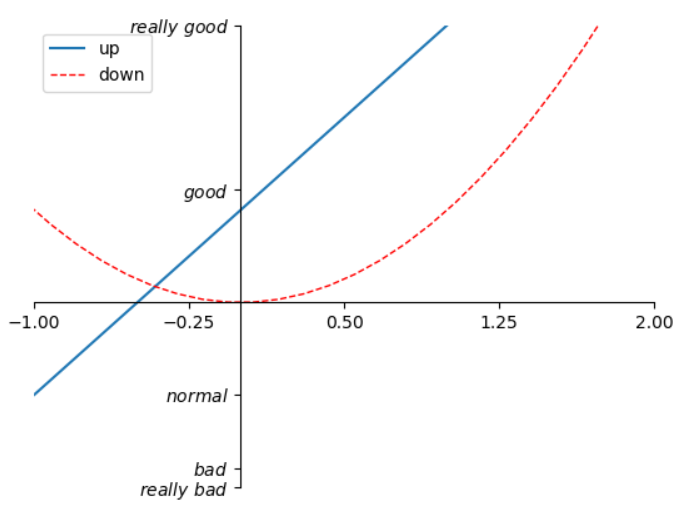 really good
up
down
good
−1.00
−0.25
0.50
1.25
2.00
normal
bad
really bad